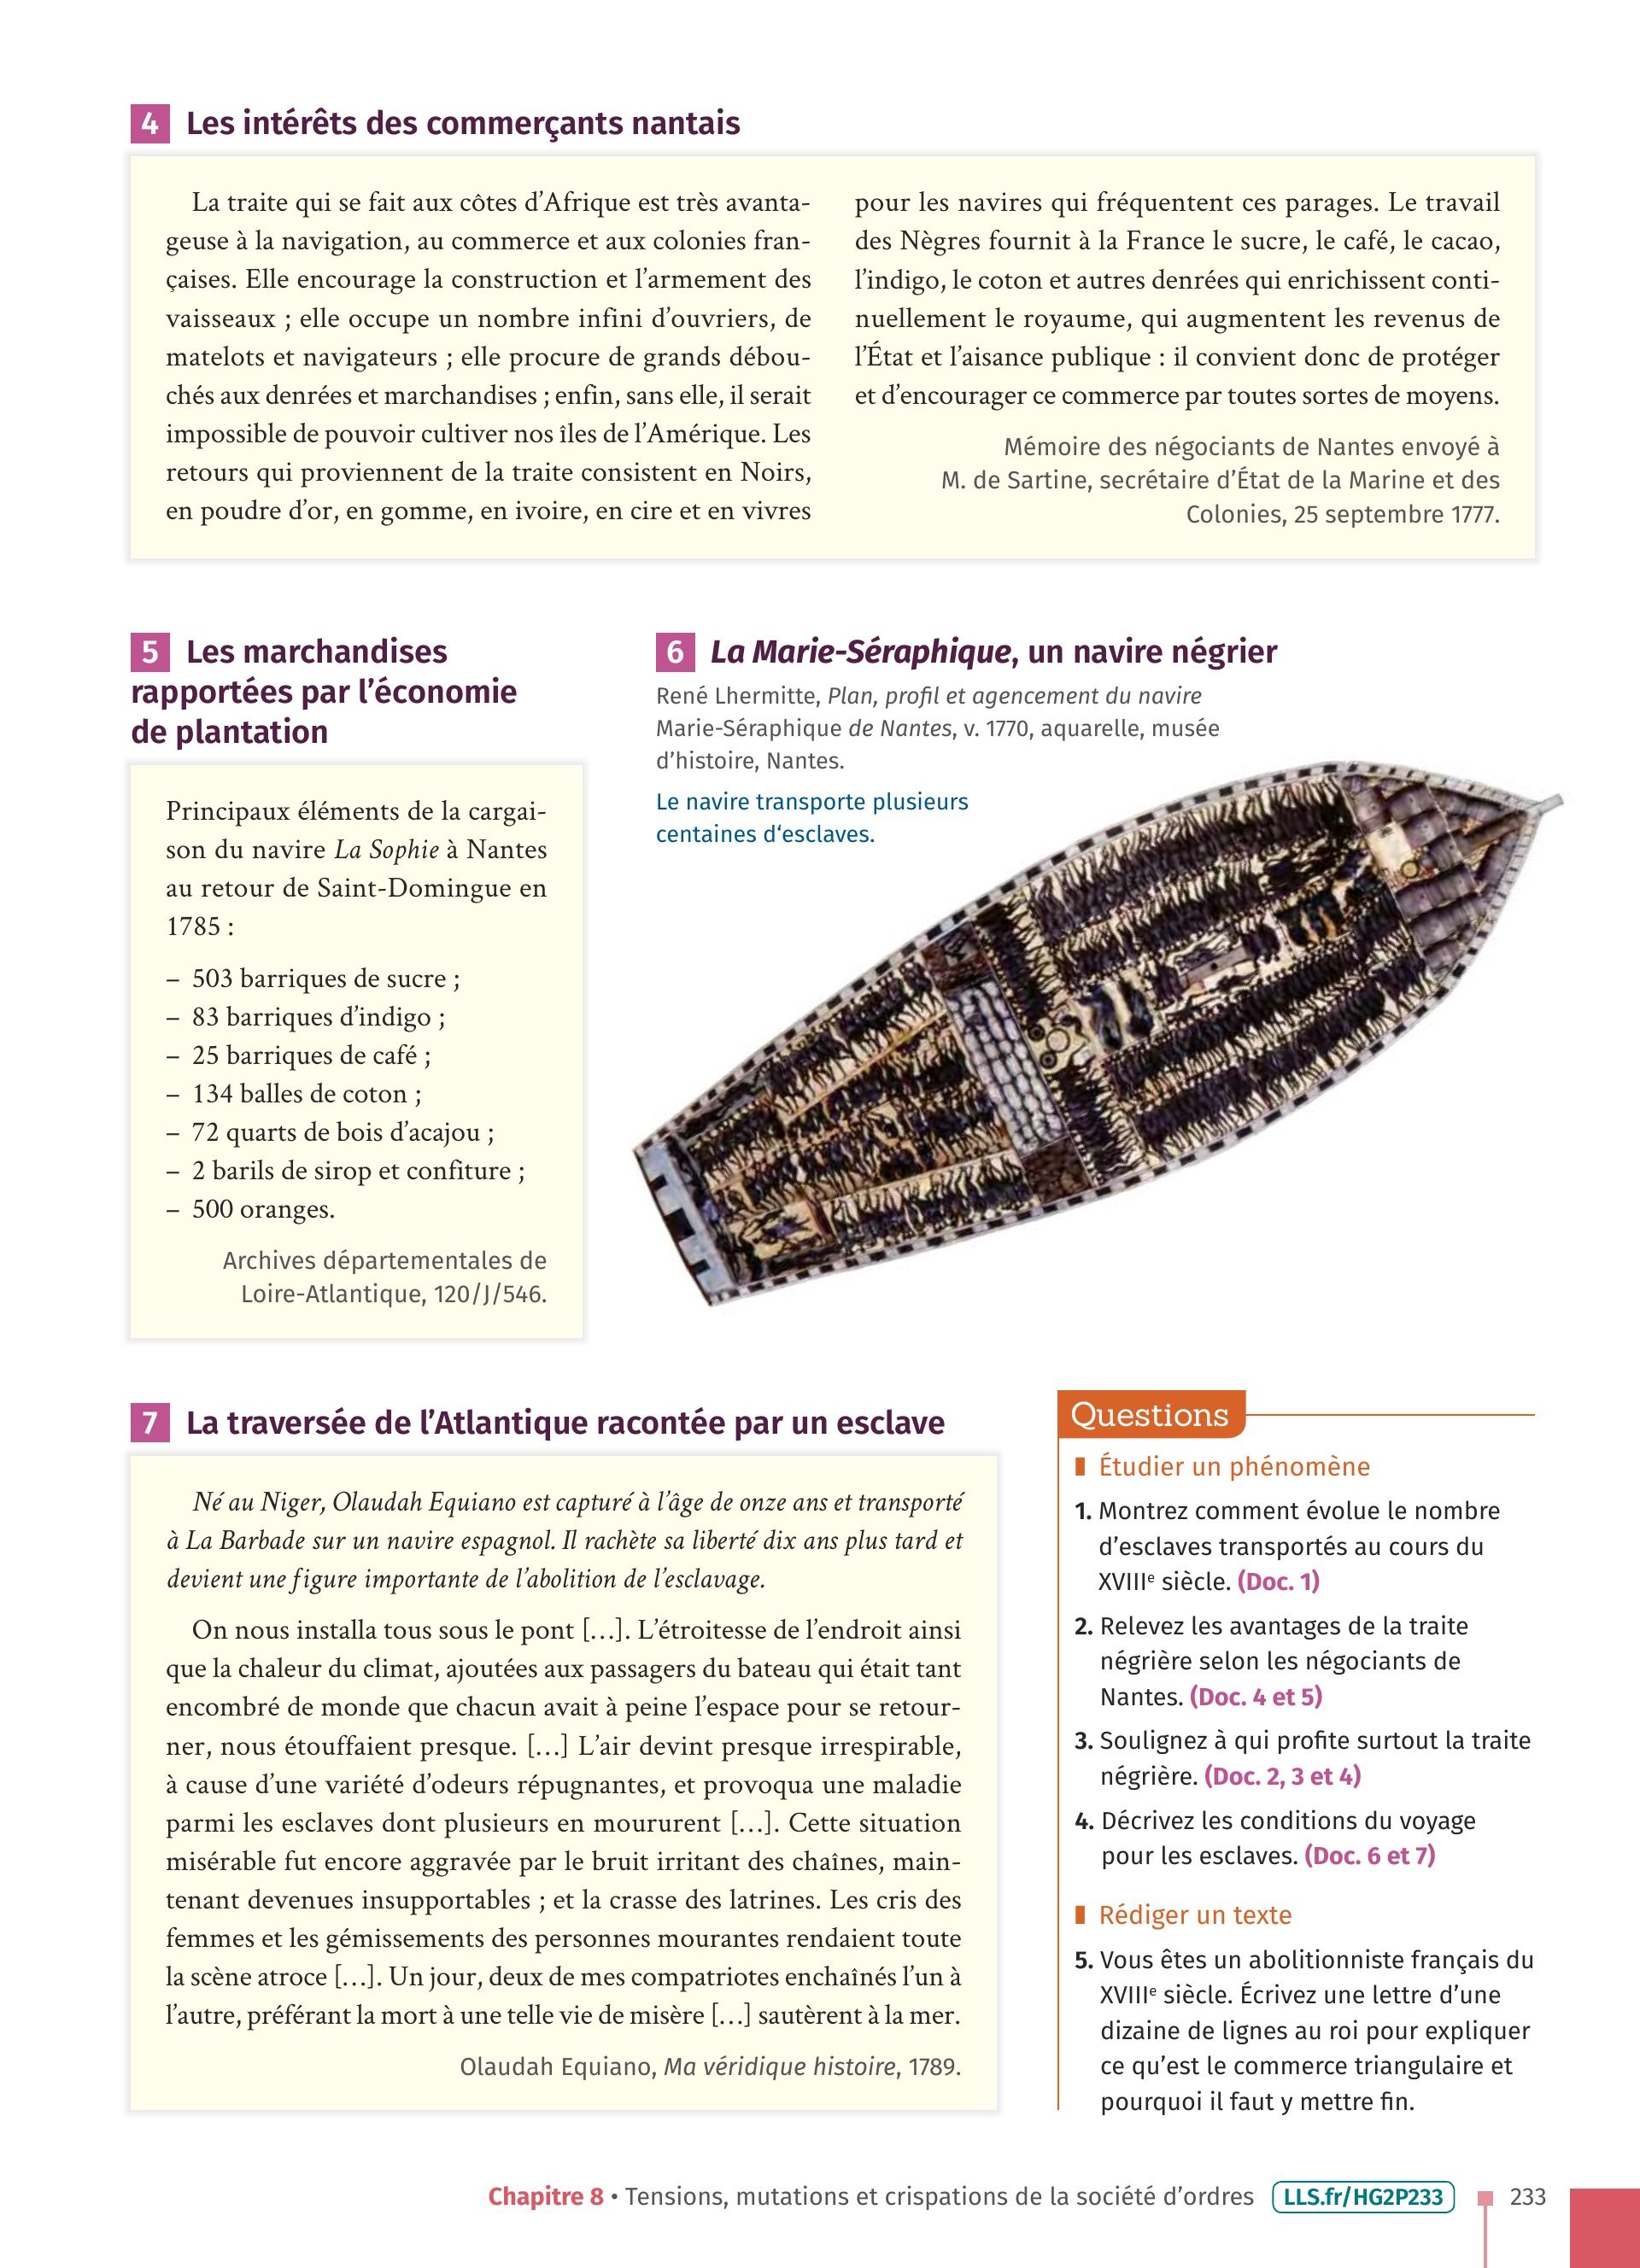 4 Les intérêts des commerçants nantais
La traite qui se fait aux côtes d’Afrique est très avanta-
geuse à la navigation, au commerce et aux colonies fran-
çaises. Elle encourage la construction et l’armement des
vaisseaux ; elle occupe un nombre infini d’ouvriers, de
matelots et navigateurs ; elle procure de grands débou-
chés aux denrées et marchandises ; enfin, sans elle, il serait
impossible de pouvoir cultiver nos îles de l’Amérique. Les
retours qui proviennent de la traite consistent en Noirs,
en poudre d’or, en gomme, en ivoire, en cire et en vivres
pour les navires qui fréquentent ces parages. Le travail
des Nègres fournit à la France le sucre, le café, le cacao,
l’indigo, le coton et autres denrées qui enrichissent conti-
nuellement le royaume, qui augmentent les revenus de
l’État et l’aisance publique : il convient donc de protéger
et d’encourager ce commerce par toutes sortes de moyens.
Mémoire des négociants de Nantes envoyé à
M. de Sartine, secrétaire d’État de la Marine et des
Colonies, 25 septembre 1777.
5 Les marchandises
rapportées par l’économie
de plantation
Principaux éléments de la cargai-
son du navire La Sophie à Nantes
au retour de Saint-Domingue en
1785 :
– 503 barriques de sucre ;
– 83 barriques d’indigo ;
– 25 barriques de café ;
– 134 balles de coton ;
– 72 quarts de bois d’acajou ;
– 2 barils de sirop et confiture ;
– 500 oranges.
Archives départementales de
Loire-Atlantique, 120/J/546.
6 La Marie-Séraphique, un navire négrier
René Lhermitte, Plan, profil et agencement du navire
Marie-Séraphique de Nantes, v. 1770, aquarelle, musée
d’histoire, Nantes.
Le navire transporte plusieurs
centaines d‘esclaves.
7 La traversée de l’Atlantique racontée par un esclave
Né au Niger, Olaudah Equiano est capturé à l’âge de onze ans et transporté
à La Barbade sur un navire espagnol. Il rachète sa liberté dix ans plus tard et
devient une figure importante de l’abolition de l’esclavage.
On nous installa tous sous le pont […]. L’étroitesse de l’endroit ainsi
que la chaleur du climat, ajoutées aux passagers du bateau qui était tant
encombré de monde que chacun avait à peine l’espace pour se retour-
ner, nous étouffaient presque. […] L’air devint presque irrespirable,
à cause d’une variété d’odeurs répugnantes, et provoqua une maladie
parmi les esclaves dont plusieurs en moururent […]. Cette situation
misérable fut encore aggravée par le bruit irritant des chaînes, main-
tenant devenues insupportables ; et la crasse des latrines. Les cris des
femmes et les gémissements des personnes mourantes rendaient toute
la scène atroce […]. Un jour, deux de mes compatriotes enchaînés l’un à
l’autre, préférant la mort à une telle vie de misère […] sautèrent à la mer.
Olaudah Equiano, Ma véridique histoire, 1789.
Questions
Étudier un phénomène
1. Montrez comment évolue le nombre
d’esclaves transportés au cours du
XVIIIe siècle. (Doc. 1)
2. Relevez les avantages de la traite
négrière selon les négociants de
Nantes. (Doc. 4 et 5)
3. Soulignez à qui profite surtout la traite
négrière. (Doc. 2, 3 et 4)
4. Décrivez les conditions du voyage
pour les esclaves. (Doc. 6 et 7)
Rédiger un texte
5. Vous êtes un abolitionniste français du
XVIIIe siècle. Écrivez une lettre d’une
dizaine de lignes au roi pour expliquer
ce qu’est le commerce triangulaire et
pourquoi il faut y mettre fin.
Chapitre 8 • Tensions, mutations et crispations de la société d’ordres LLS.fr/HG2P233 233